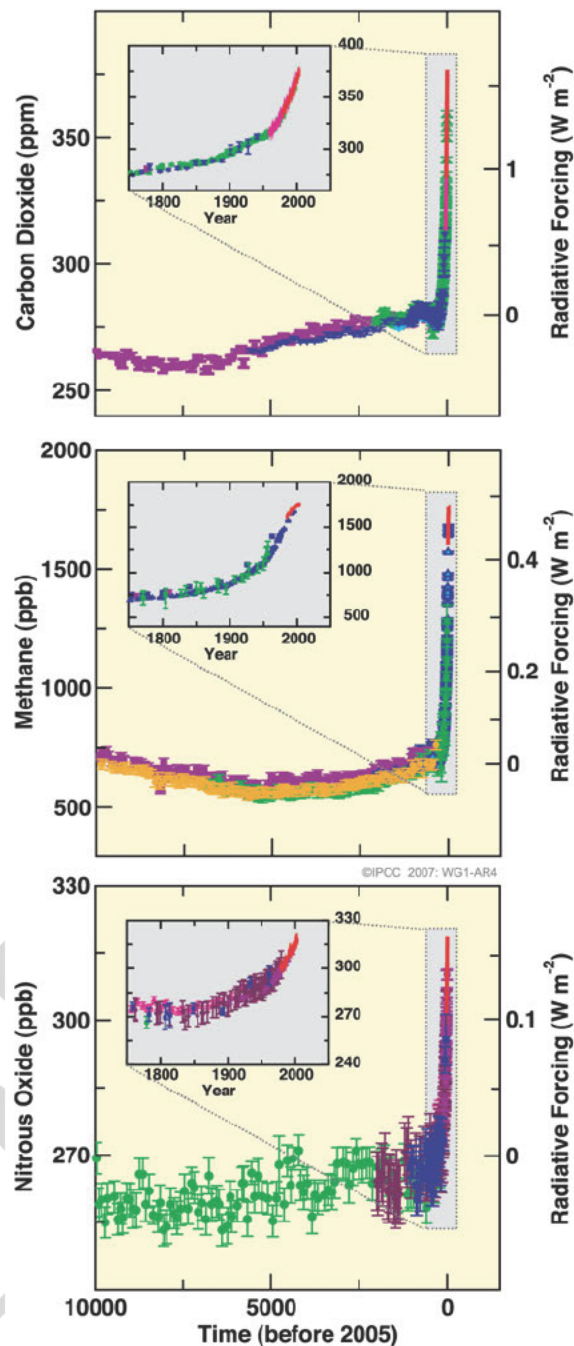 Carbon Dioxide (ppm)
350
300
250
400
350
300
1800 1900 2000
Year
1
0
Radiative Forcing (W m-2)
Methane (ppb)
2000
1500
1000
500
2000
1500
1000
500
1800 1900 2000
Year
0.4
0.2
0
Radiative Forcing (W m-2)
©IPCC 2007: WG1-AR4
Nitrous Oxide (ppb)
330
300
270
330
300
270
240
1800 1900 2000
Year
0.1
0
Radiative Forcing (W m-2)
10000 5000 0
Time (before 2005)